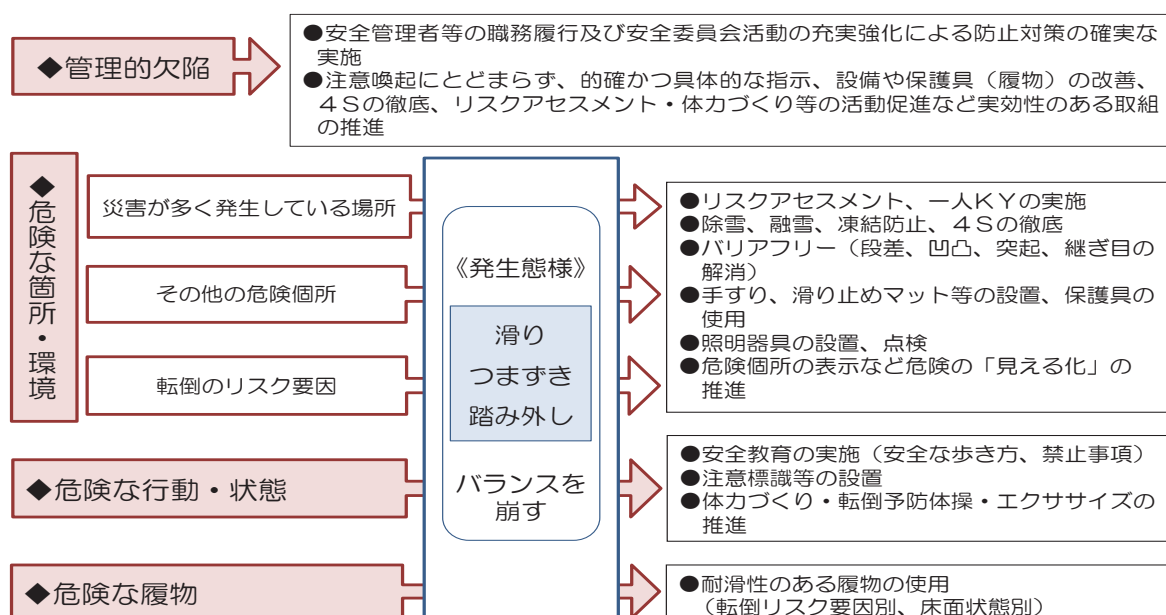 ◆管理的欠陥
●安全管理者等の職務履行及び安全委員会活動の充実強化による防止対策の確実な
実施
●注意喚起にとどまらず、的確かつ具体的な指示、設備や保護具（履物）の改善、
４Ｓの徹底、リスクアセスメント・体力づくり等の活動促進など実効性のある取組
の推進
◆危険な箇所・環境
災害が多く発生している場所
その他の危険個所
転倒のリスク要因
《発生態様》
滑り
つまずき
踏み外し
バランスを
崩す
●リスクアセスメント、一人ＫＹの実施
●除雪、融雪、凍結防止、４Ｓの徹底
●バリアフリー（段差、凹凸、突起、継ぎ目の
解消）
●手すり、滑り止めマット等の設置、保護具の
使用
●照明器具の設置、点検
●危険個所の表示など危険の「見える化」の
推進
◆危険な行動・状態
●安全教育の実施（安全な歩き方、禁止事項）
●注意標識等の設置
●体力づくり・転倒予防体操・エクササイズの
推進
◆危険な履物
●耐滑性のある履物の使用
（転倒リスク要因別、床面状態別）